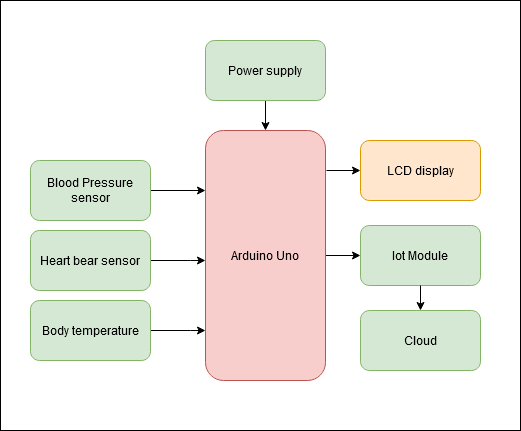 Power supply
Blood Pressure
sensor
LCD display
Heart bear sensor
Arduino Uno
Iot Module
Body temperature
Cloud